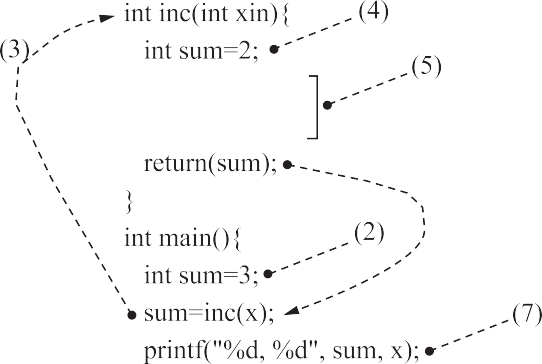 int inc(int xin){
(3)
int sum=2;
(4)
(5)
return(sum);
}
int main(){
int sum=3;
(2)
sum=inc(x);
printf("%d, %d", sum, x);
(7)